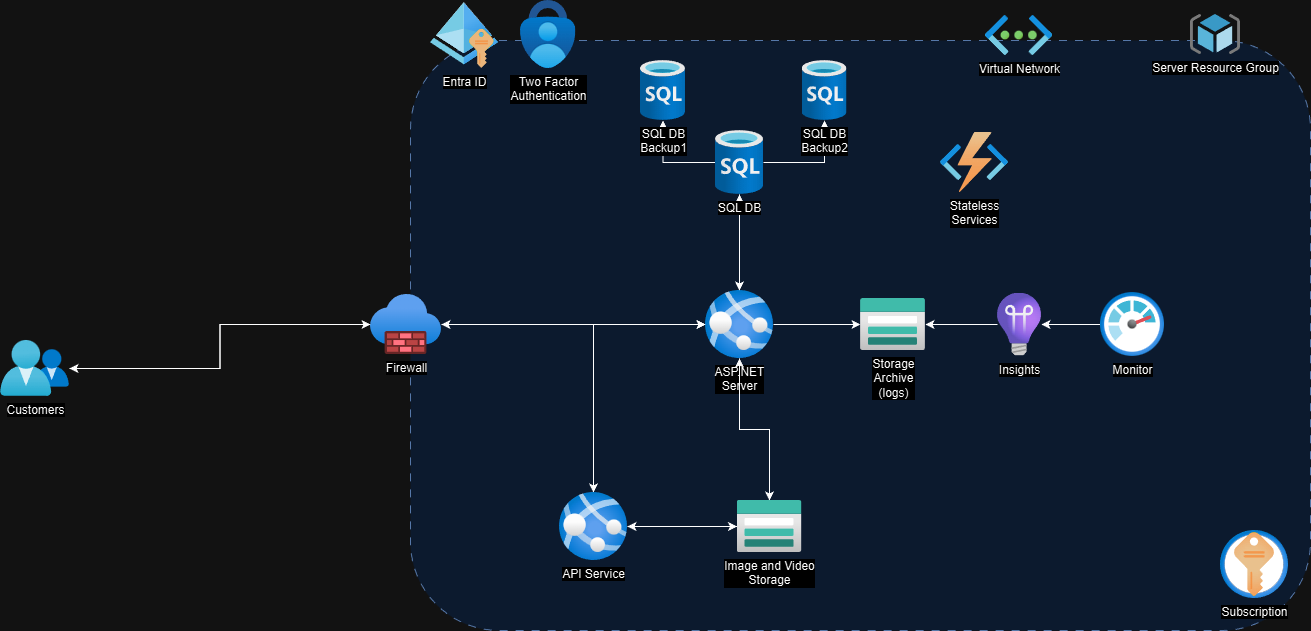 Entra ID
Two Factor
Authentication
Virtual Network
Server Resource Group
SQL
SQL DB
Backup1
SQL
SQL DB
Backup2
SQL
SQL DB
Stateless
Services
Customers
Firewall
ASP.NET
Server
Storage
Archive
(logs)
Insights
Monitor
API Service
Image and Video
Storage
Subscription